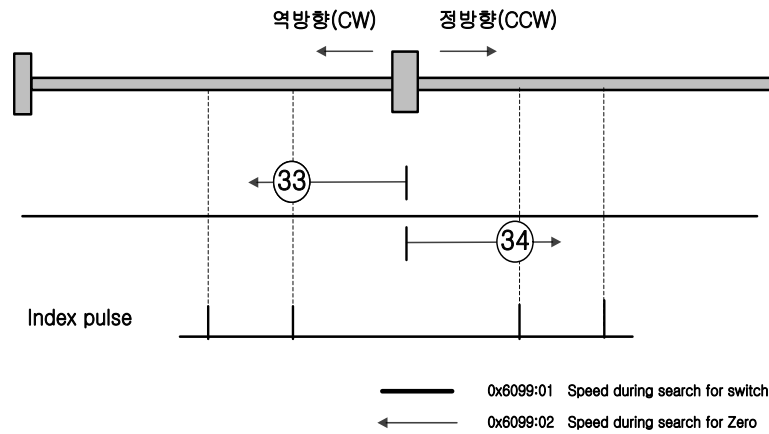 역방향(CW) 정방향(CCW)
33
34
Index pulse
0x6099:01 Speed during search for switch
0x6099:02 Speed during search for Zero